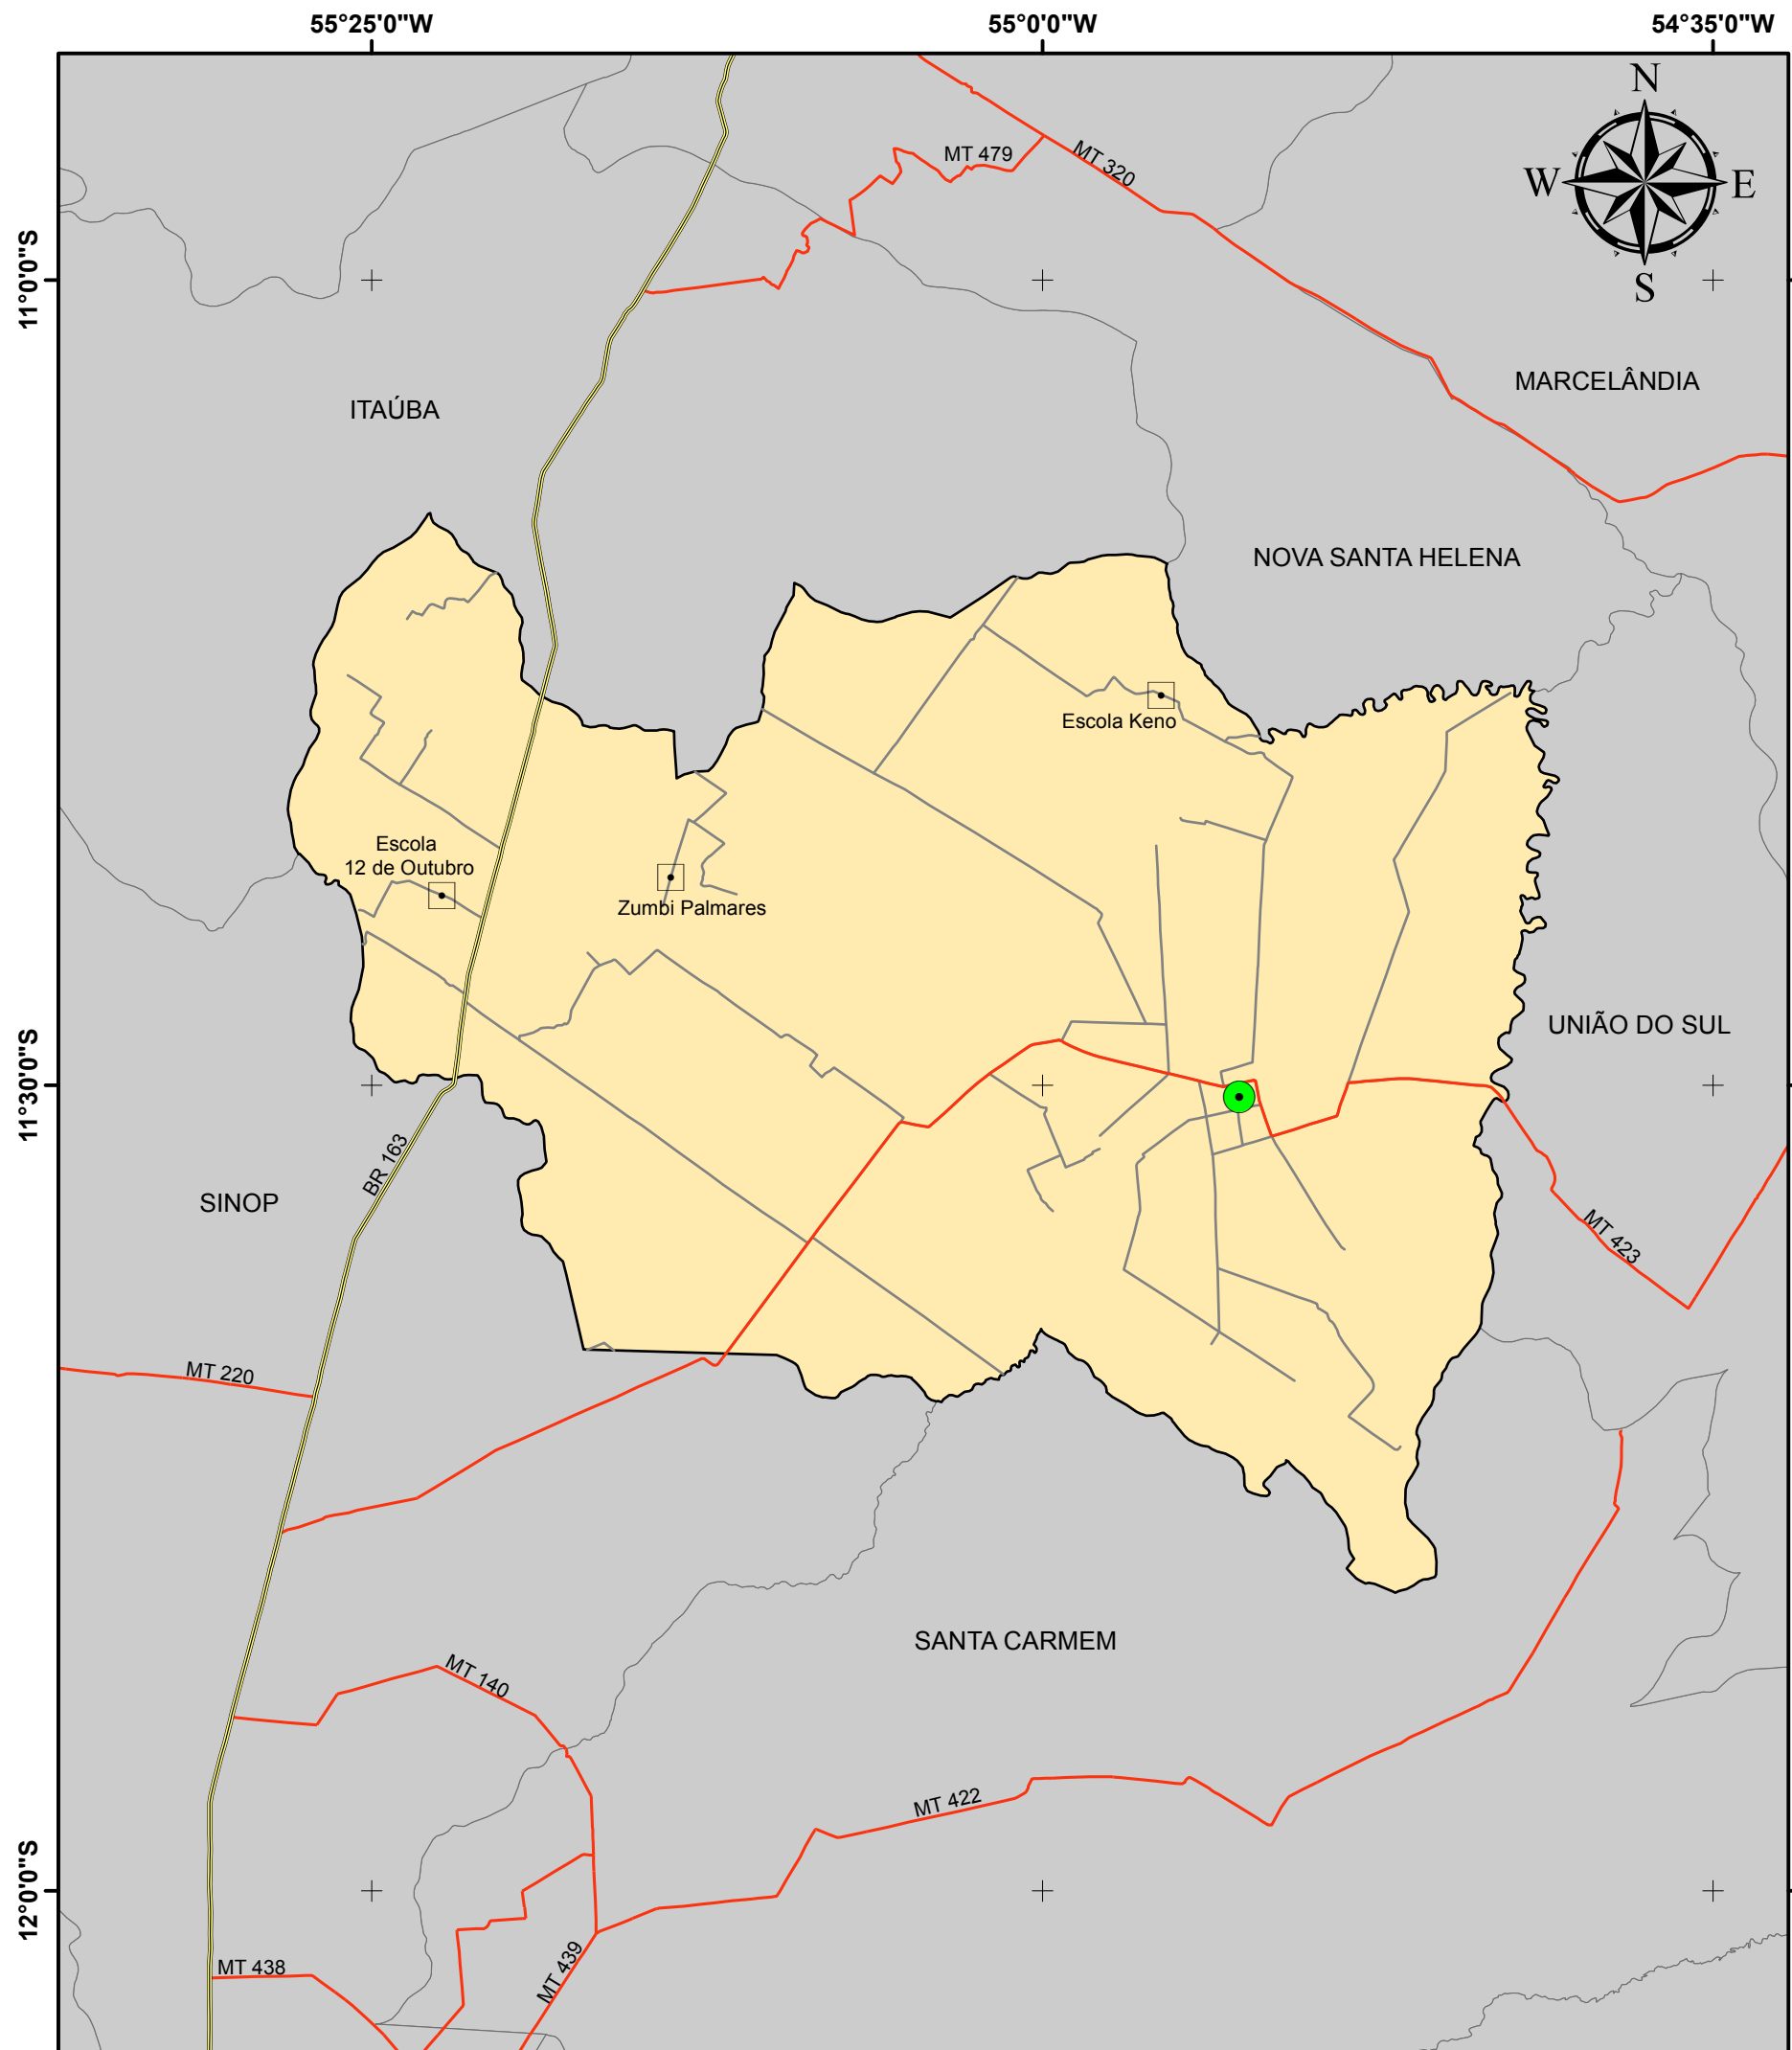 55°25'0"W
55°0'0"W
54°35'0"W
N
W
E
S
MT 479
MT 320
11°0'0"S
MARCELÂNDIA
ITAÚBA
NOVA SANTA HELENA
Escola Keno
Escola
12 de Outubro
Zumbi Palmares
UNIÃO DO SUL
11°30'0"S
BR 163
SINOP
MT 423
MT 220
SANTA CARMEM
MT 140
MT 422
12°0'0"S
MT 439
MT 438